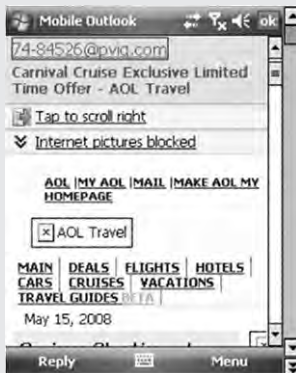 Mobile Outlook ok
74-84526@pviq.com
Carnival Cruise Exclusive Limited
Time Offer - AOL Travel
Tap to scroll right
Internet pictures blocked
AOL |MY AOL |MAIL |MAKE AOL MY
HOMEPAGE
AOL Travel
MAIN | DEALS | FLIGHTS | HOTELS |
CARS | CRUISES | VACATIONS |
TRAVEL GUIDES BETA |
May 15, 2008
Reply Menu